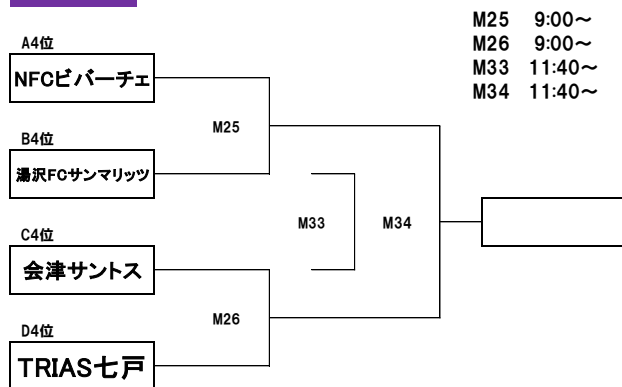 M25 9:00～
M26 9:00～
M33 11:40～
M34 11:40～
A4位
NFCビバーチェ
M25
B4位
湯沢FCサンマリッツ
M33
M34
C4位
会津サントス
M26
D4位
TRIAS七戸